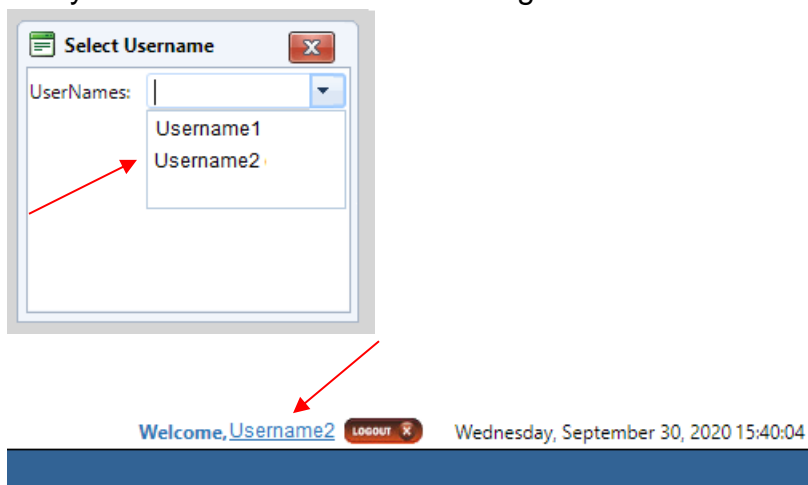 Select Username
UserNames:
Username1
Username2
Welcome, Username2 LOGOUT X Wednesday, September 30, 2020 15:40:04